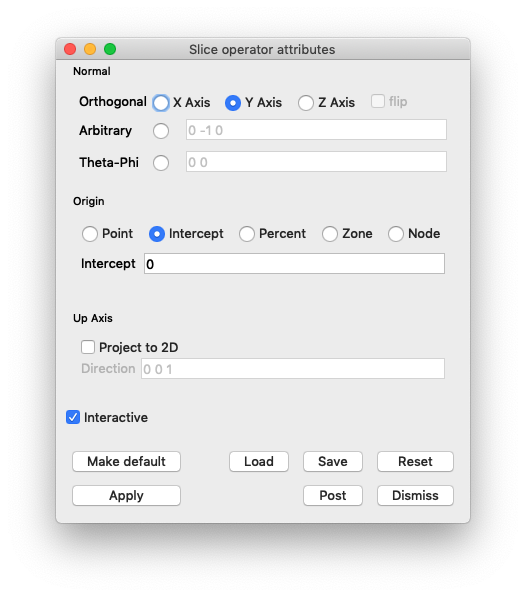 Slice operator attributes
Normal
Orthogonal X Axis Y Axis Z Axis flip
Arbitrary 0 -1 0
Theta-Phi 0 0
Origin
Point Intercept Percent Zone Node
Intercept 0
Up Axis
Project to 2D
Direction 0 0 1
Interactive
Make default Load Save Reset
Apply Post Dismiss